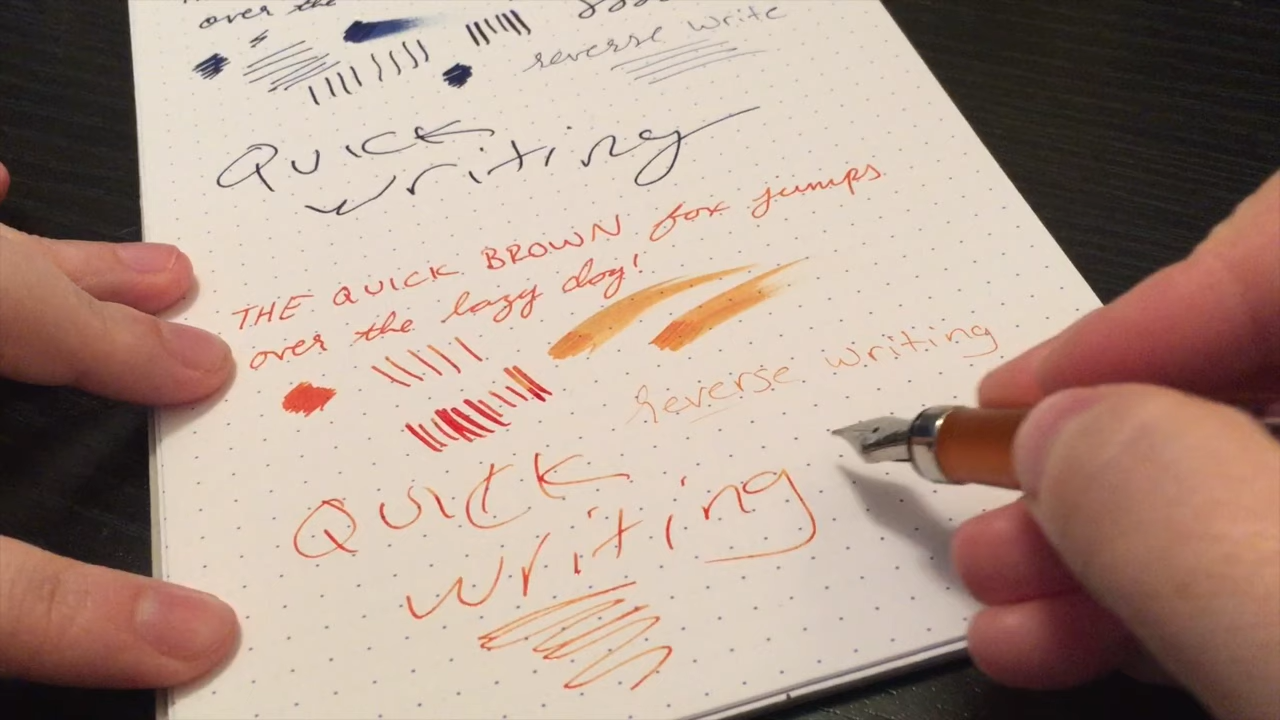 over the
reverse write
Quick
writing
THE QUICK BROWN fox jumps
over the lazy dog!
reverse writing
Quick
writing